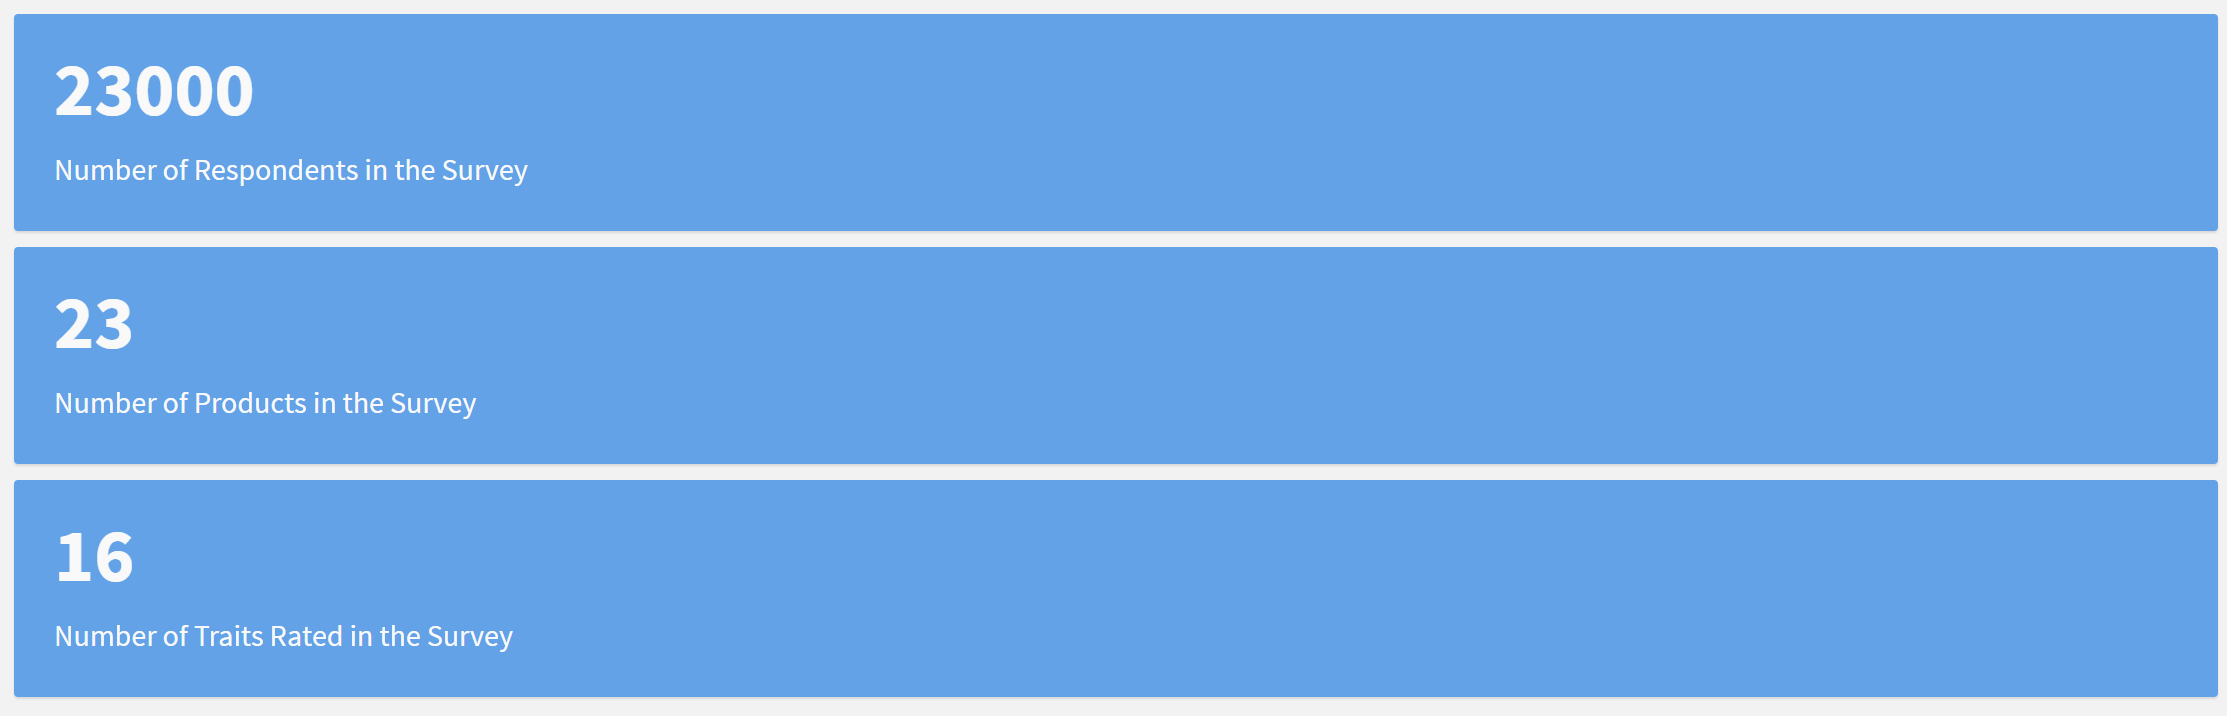 23000
Number of Respondents in the Survey
23
Number of Products in the Survey
16
Number of Traits Rated in the Survey